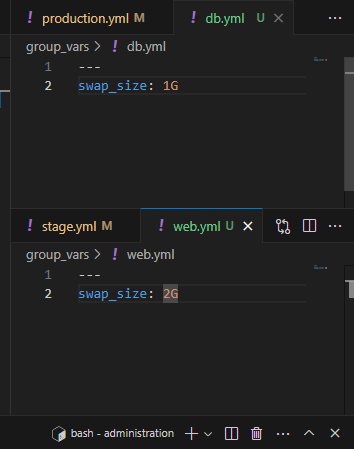 ! production.yml M ! db.yml U
group_vars > ! db.yml
1 ---
2 swap_size: 1G
! stage.yml M ! web.yml U
group_vars > ! web.yml
1 ---
2 swap_size: 2G
bash - administration